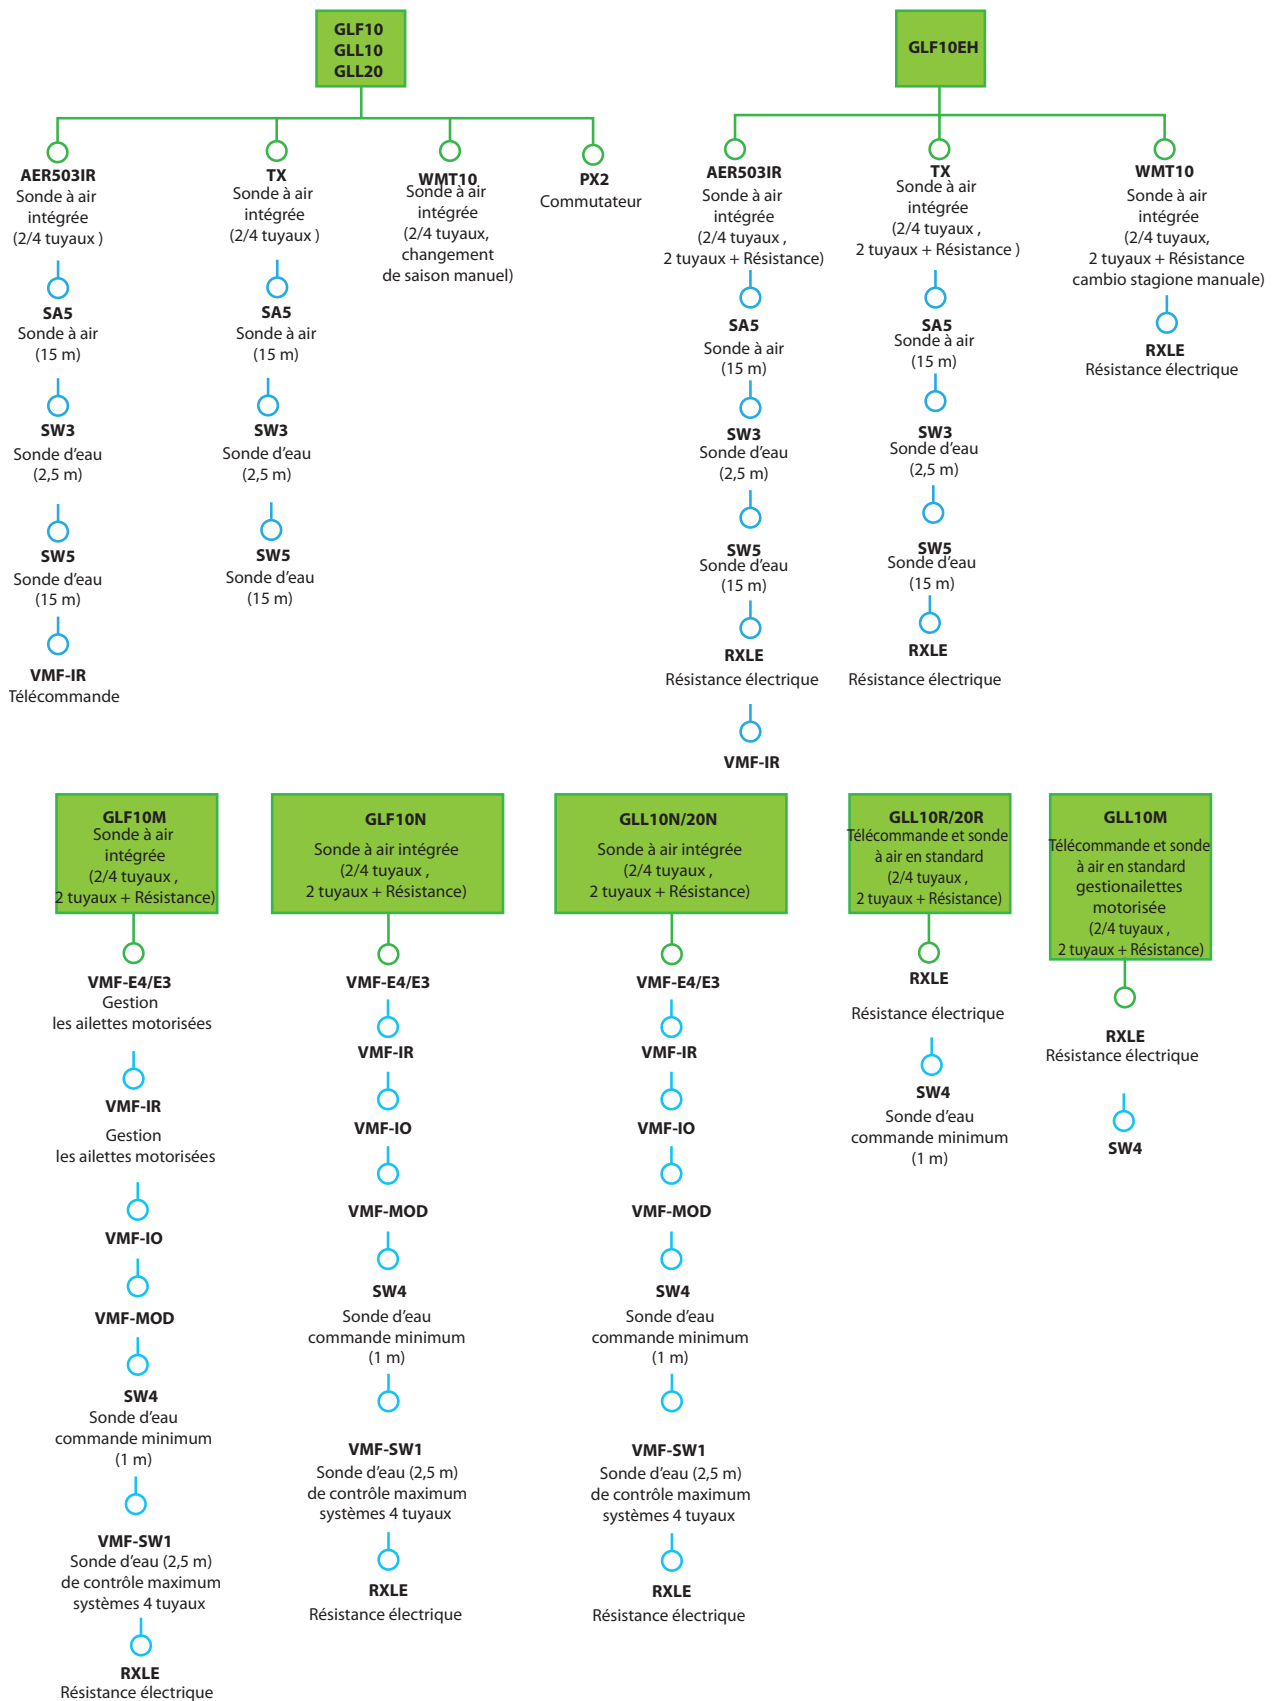 GLF10
GLL10
GLL20
AER503IR
Sonde à air
intégrée
(2/4 tuyaux )
SA5
Sonde à air
(15 m)
SW3
Sonde d’eau
(2,5 m)
SW5
Sonde d’eau
(15 m)
VMF-IR
Télécommande
TX
Sonde à air
intégrée
(2/4 tuyaux )
SA5
Sonde à air
(15 m)
SW3
Sonde d’eau
(2,5 m)
SW5
Sonde d’eau
(15 m)
WMT10
Sonde à air
intégrée
(2/4 tuyaux,
changement
de saison manuel)
PX2
Commutateur
GLF10EH
AER503IR
Sonde à air
intégrée
(2/4 tuyaux ,
2 tuyaux + Résistance)
SA5
Sonde à air
(15 m)
SW3
Sonde d’eau
(2,5 m)
SW5
Sonde d’eau
(15 m)
RXLE
Résistance électrique
VMF-IR
TX
Sonde à air
intégrée
(2/4 tuyaux ,
2 tuyaux + Résistance )
SA5
Sonde à air
(15 m)
SW3
Sonde d’eau
(2,5 m)
SW5
Sonde d’eau
(15 m)
RXLE
Résistance électrique
WMT10
Sonde à air
intégrée
(2/4 tuyaux,
2 tuyaux + Résistance
cambio stagione manuale)
RXLE
Résistance électrique
GLF10M
Sonde à air
intégrée
(2/4 tuyaux ,
2 tuyaux + Résistance)
VMF-E4/E3
Gestion
les ailettes motorisées
VMF-IR
Gestion
les ailettes motorisées
VMF-IO
VMF-MOD
SW4
Sonde d’eau
commande minimum
(1 m)
VMF-SW1
Sonde d’eau (2,5 m)
de contrôle maximum
systèmes 4 tuyaux
RXLE
Résistance électrique
GLF10N
Sonde à air intégrée
(2/4 tuyaux ,
2 tuyaux + Résistance)
VMF-E4/E3
VMF-IR
VMF-IO
VMF-MOD
SW4
Sonde d’eau
commande minimum
(1 m)
VMF-SW1
Sonde d’eau (2,5 m)
de contrôle maximum
systèmes 4 tuyaux
RXLE
Résistance électrique
GLL10N/20N
Sonde à air intégrée
(2/4 tuyaux ,
2 tuyaux + Résistance)
VMF-E4/E3
VMF-IR
VMF-IO
VMF-MOD
SW4
Sonde d’eau
commande minimum
(1 m)
VMF-SW1
Sonde d’eau (2,5 m)
de contrôle maximum
systèmes 4 tuyaux
RXLE
Résistance électrique
GLL10R/20R
Télécommande et sonde
à air en standard
(2/4 tuyaux ,
2 tuyaux + Résistance)
RXLE
Résistance électrique
SW4
Sonde d’eau
commande minimum
(1 m)
GLL10M
Télécommande et sonde
à air en standard
gestionailettes
motorisée
(2/4 tuyaux ,
2 tuyaux + Résistance)
RXLE
Résistance électrique
SW4